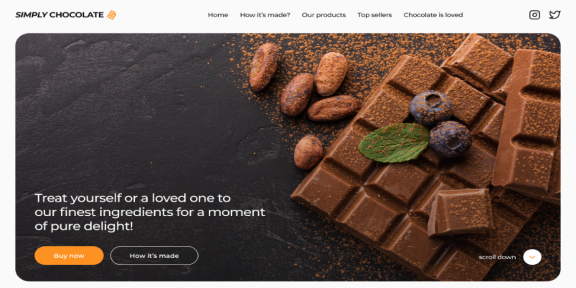 SIMPLY CHOCOLATE
Home How it's made? Our products Top sellers Chocolate is loved
Treat yourself or a loved one to
our finest ingredients for a moment
of pure delight!
Buy now How it's made
scroll down